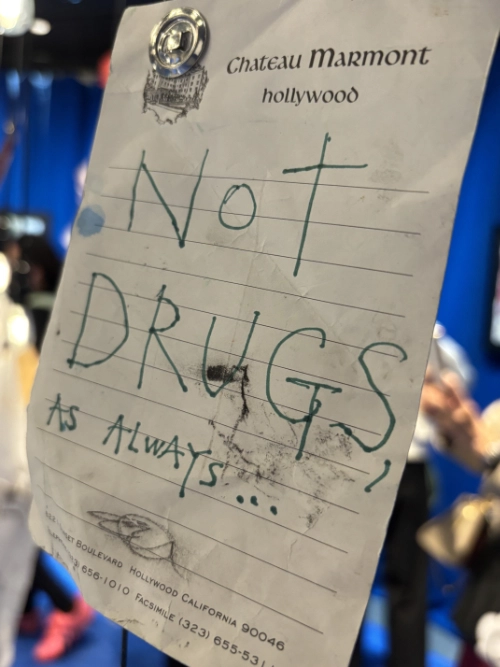 Chateau Marmont
hollywood
NOT
DRUGS,
AS ALWAYS...
BOULEVARD HOLLYWOOD CALIFORNIA 90046
656-1010 FACSIMILE (323) 655-531